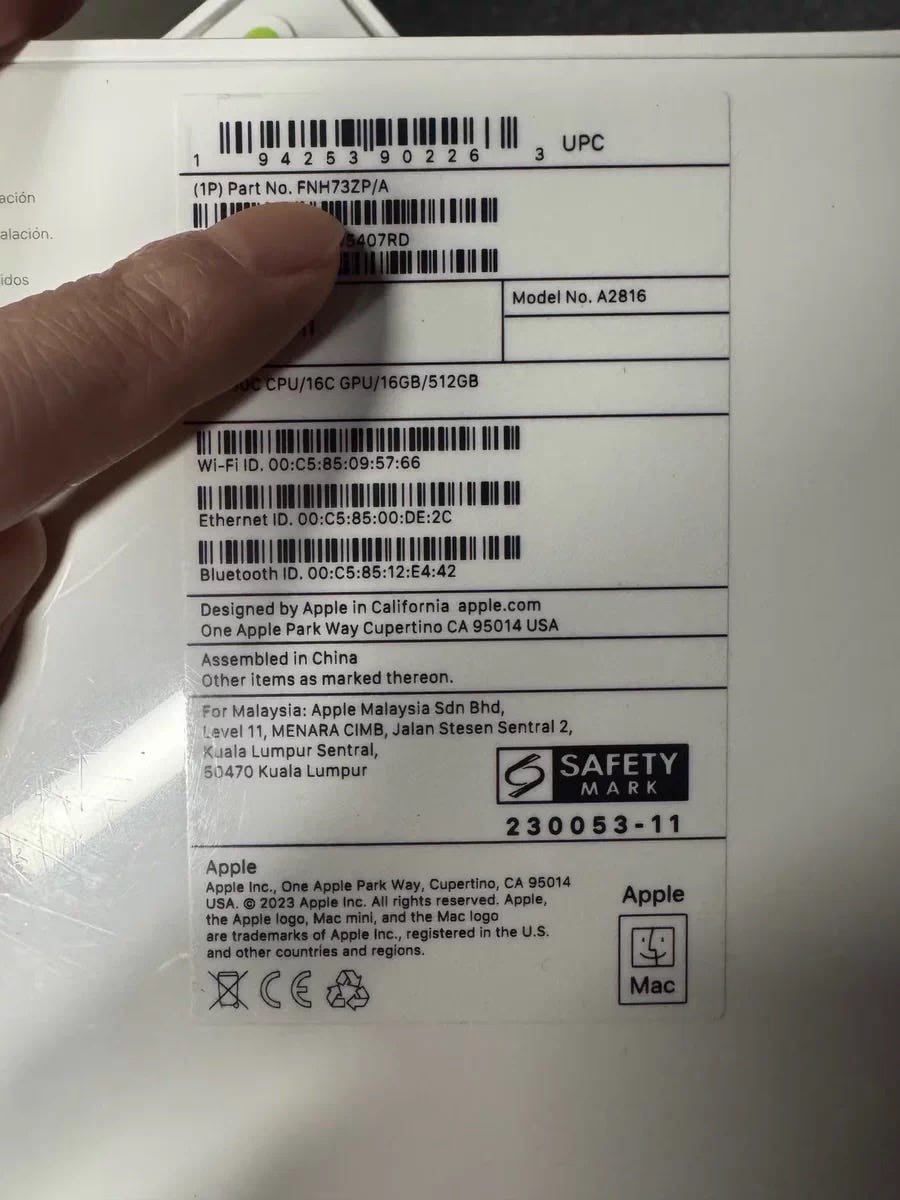 ación
alación.
idos
1 94253 90226 3 UPC
(1P) Part No. FNH73ZP/A
5407RD
Model No. A2816
0C CPU/16C GPU/16GB/512GB
Wi-Fi ID. 00:C5:85:09:57:66
Ethernet ID. 00:C5:85:00:DE:2C
Bluetooth ID. 00:C5:85:12:E4:42
Designed by Apple in California apple.com
One Apple Park Way Cupertino CA 95014 USA
Assembled in China
Other items as marked thereon.
For Malaysia: Apple Malaysia Sdn Bhd,
Level 11, MENARA CIMB, Jalan Stesen Sentral 2,
Kuala Lumpur Sentral,
50470 Kuala Lumpur
SAFETY
MARK
230053-11
Apple
Apple Inc., One Apple Park Way, Cupertino, CA 95014
USA. © 2023 Apple Inc. All rights reserved. Apple,
the Apple logo, Mac mini, and the Mac logo
are trademarks of Apple Inc., registered in the U.S.
and other countries and regions.
CE
Apple
Mac